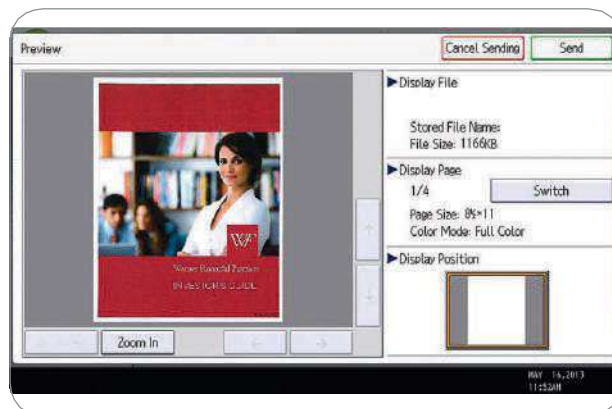 Preview
Cancel Sending
Send
Display File
Stored File Name:
File Size: 1166KB
Display Page
1/4
Switch
Page Size: 8½×11
Color Mode: Full Color
Display Position
WF
INVESTOR'S GUIDE
Zoom In
MAY 16,2013
11:52AM